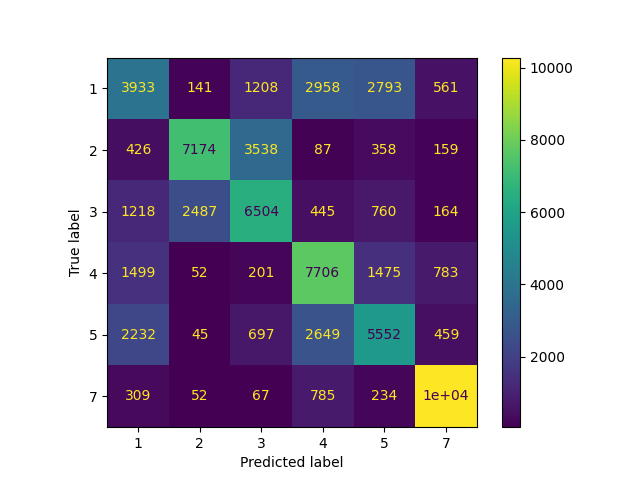 1 3933 141 1208 2958 2793 561
2 426 7174 3538 87 358 159
3 1218 2487 6504 445 760 164
4 1499 52 201 7706 1475 783
5 2232 45 697 2649 5552 459
7 309 52 67 785 234 1e+04
1 2 3 4 5 7
Predicted label
True label
10000
8000
6000
4000
2000